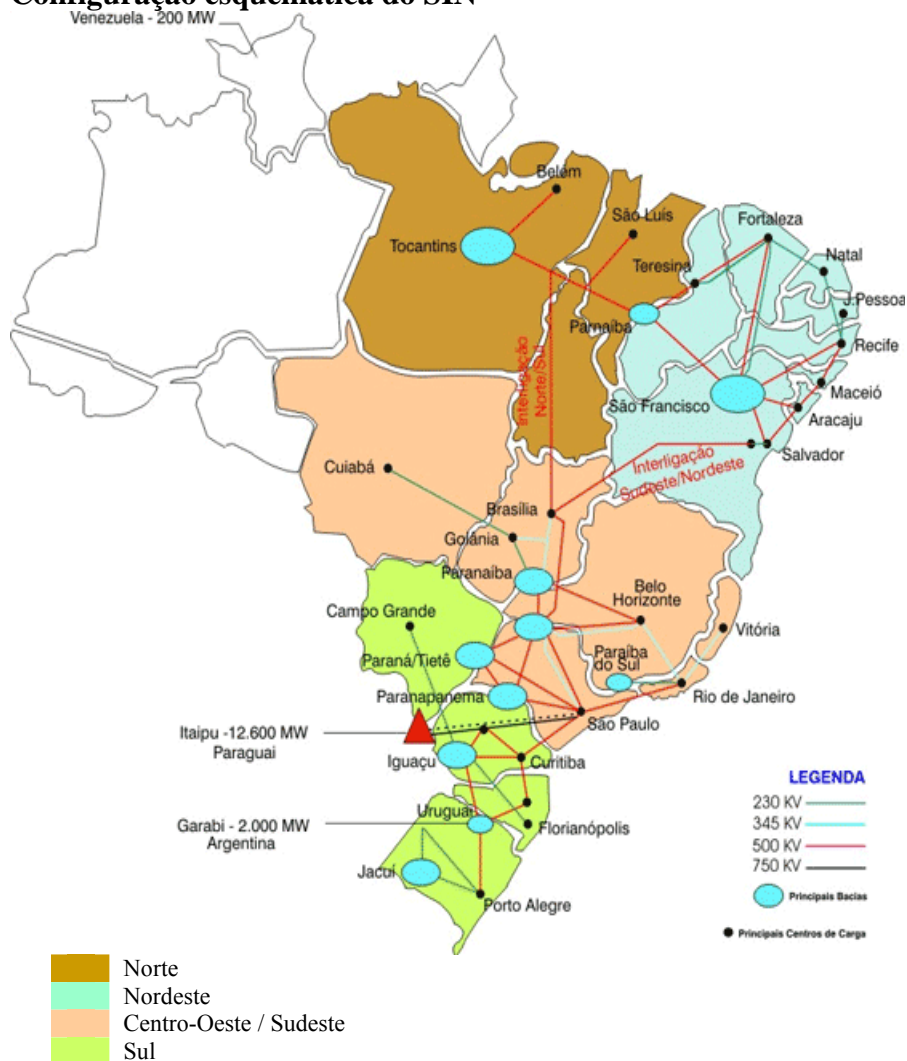 Configuração esquemática do SIN
Venezuela - 200 MW
Belém
São Luís
Fortaleza
Tocantins
Teresina
Natal
J.Pessoa
Parnaíba
Recife
Interligação
Norte/Sul
São Francisco
Maceió
Aracaju
Salvador
Interligação
Sudeste/Nordeste
Cuiabá
Brasília
Goiânia
Paranaíba
Belo
Horizonte
Campo Grande
Vitória
Paraíba
do Sul
Paraná/Tietê
Paranapanema
Rio de Janeiro
São Paulo
Itaipu -12.600 MW
Paraguai
Iguaçu
Curitiba
Uruguai
Garabi - 2.000 MW
Argentina
Florianópolis
Jacuí
Porto Alegre
LEGENDA
230 KV
345 KV
500 KV
750 KV
Principais Bacias
Principais Centros de Carga
Norte
Nordeste
Centro-Oeste / Sudeste
Sul